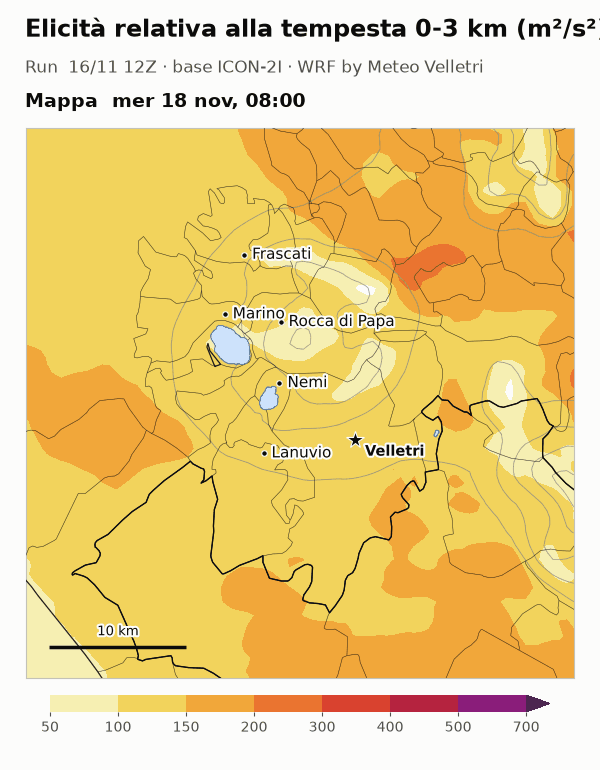 Elicità relativa alla tempesta 0-3 km (m²/s²)
Run 16/11 12Z · base ICON-2I · WRF by Meteo Velletri
Mappa mer 18 nov, 08:00
Frascati
Marino
Rocca di Papa
Nemi
Velletri
Lanuvio
10 km
50 100 150 200 300 400 500 700